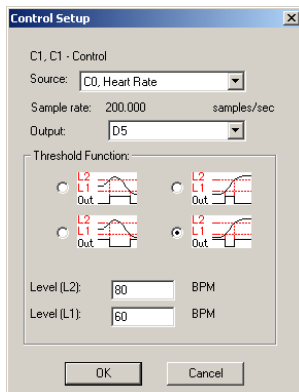 Control Setup
C1, C1 - Control
Source: C0, Heart Rate
Sample rate: 200.000 samples/sec
Output: D5
Threshold Function:
L2 L2
L1 L1
Out Out
L2 L2
L1 L1
Out Out
Level (L2): 80 BPM
Level (L1): 60 BPM
OK Cancel